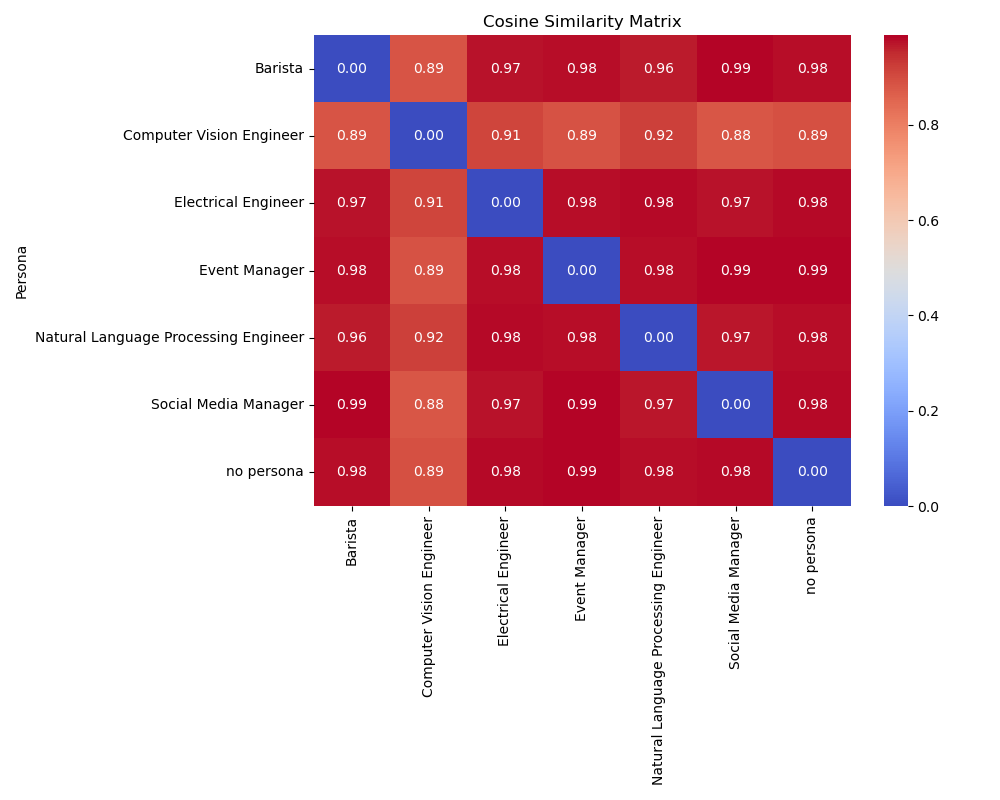 Cosine Similarity Matrix
Barista 0.00 0.89 0.97 0.98 0.96 0.99 0.98
Computer Vision Engineer 0.89 0.00 0.91 0.89 0.92 0.88 0.89
Electrical Engineer 0.97 0.91 0.00 0.98 0.98 0.97 0.98
Event Manager 0.98 0.89 0.98 0.00 0.98 0.99 0.99
Natural Language Processing Engineer 0.96 0.92 0.98 0.98 0.00 0.97 0.98
Social Media Manager 0.99 0.88 0.97 0.99 0.97 0.00 0.98
no persona 0.98 0.89 0.98 0.99 0.98 0.98 0.00
Persona
Barista
Computer Vision Engineer
Electrical Engineer
Event Manager
Natural Language Processing Engineer
Social Media Manager
no persona
0.8
0.6
0.4
0.2
0.0